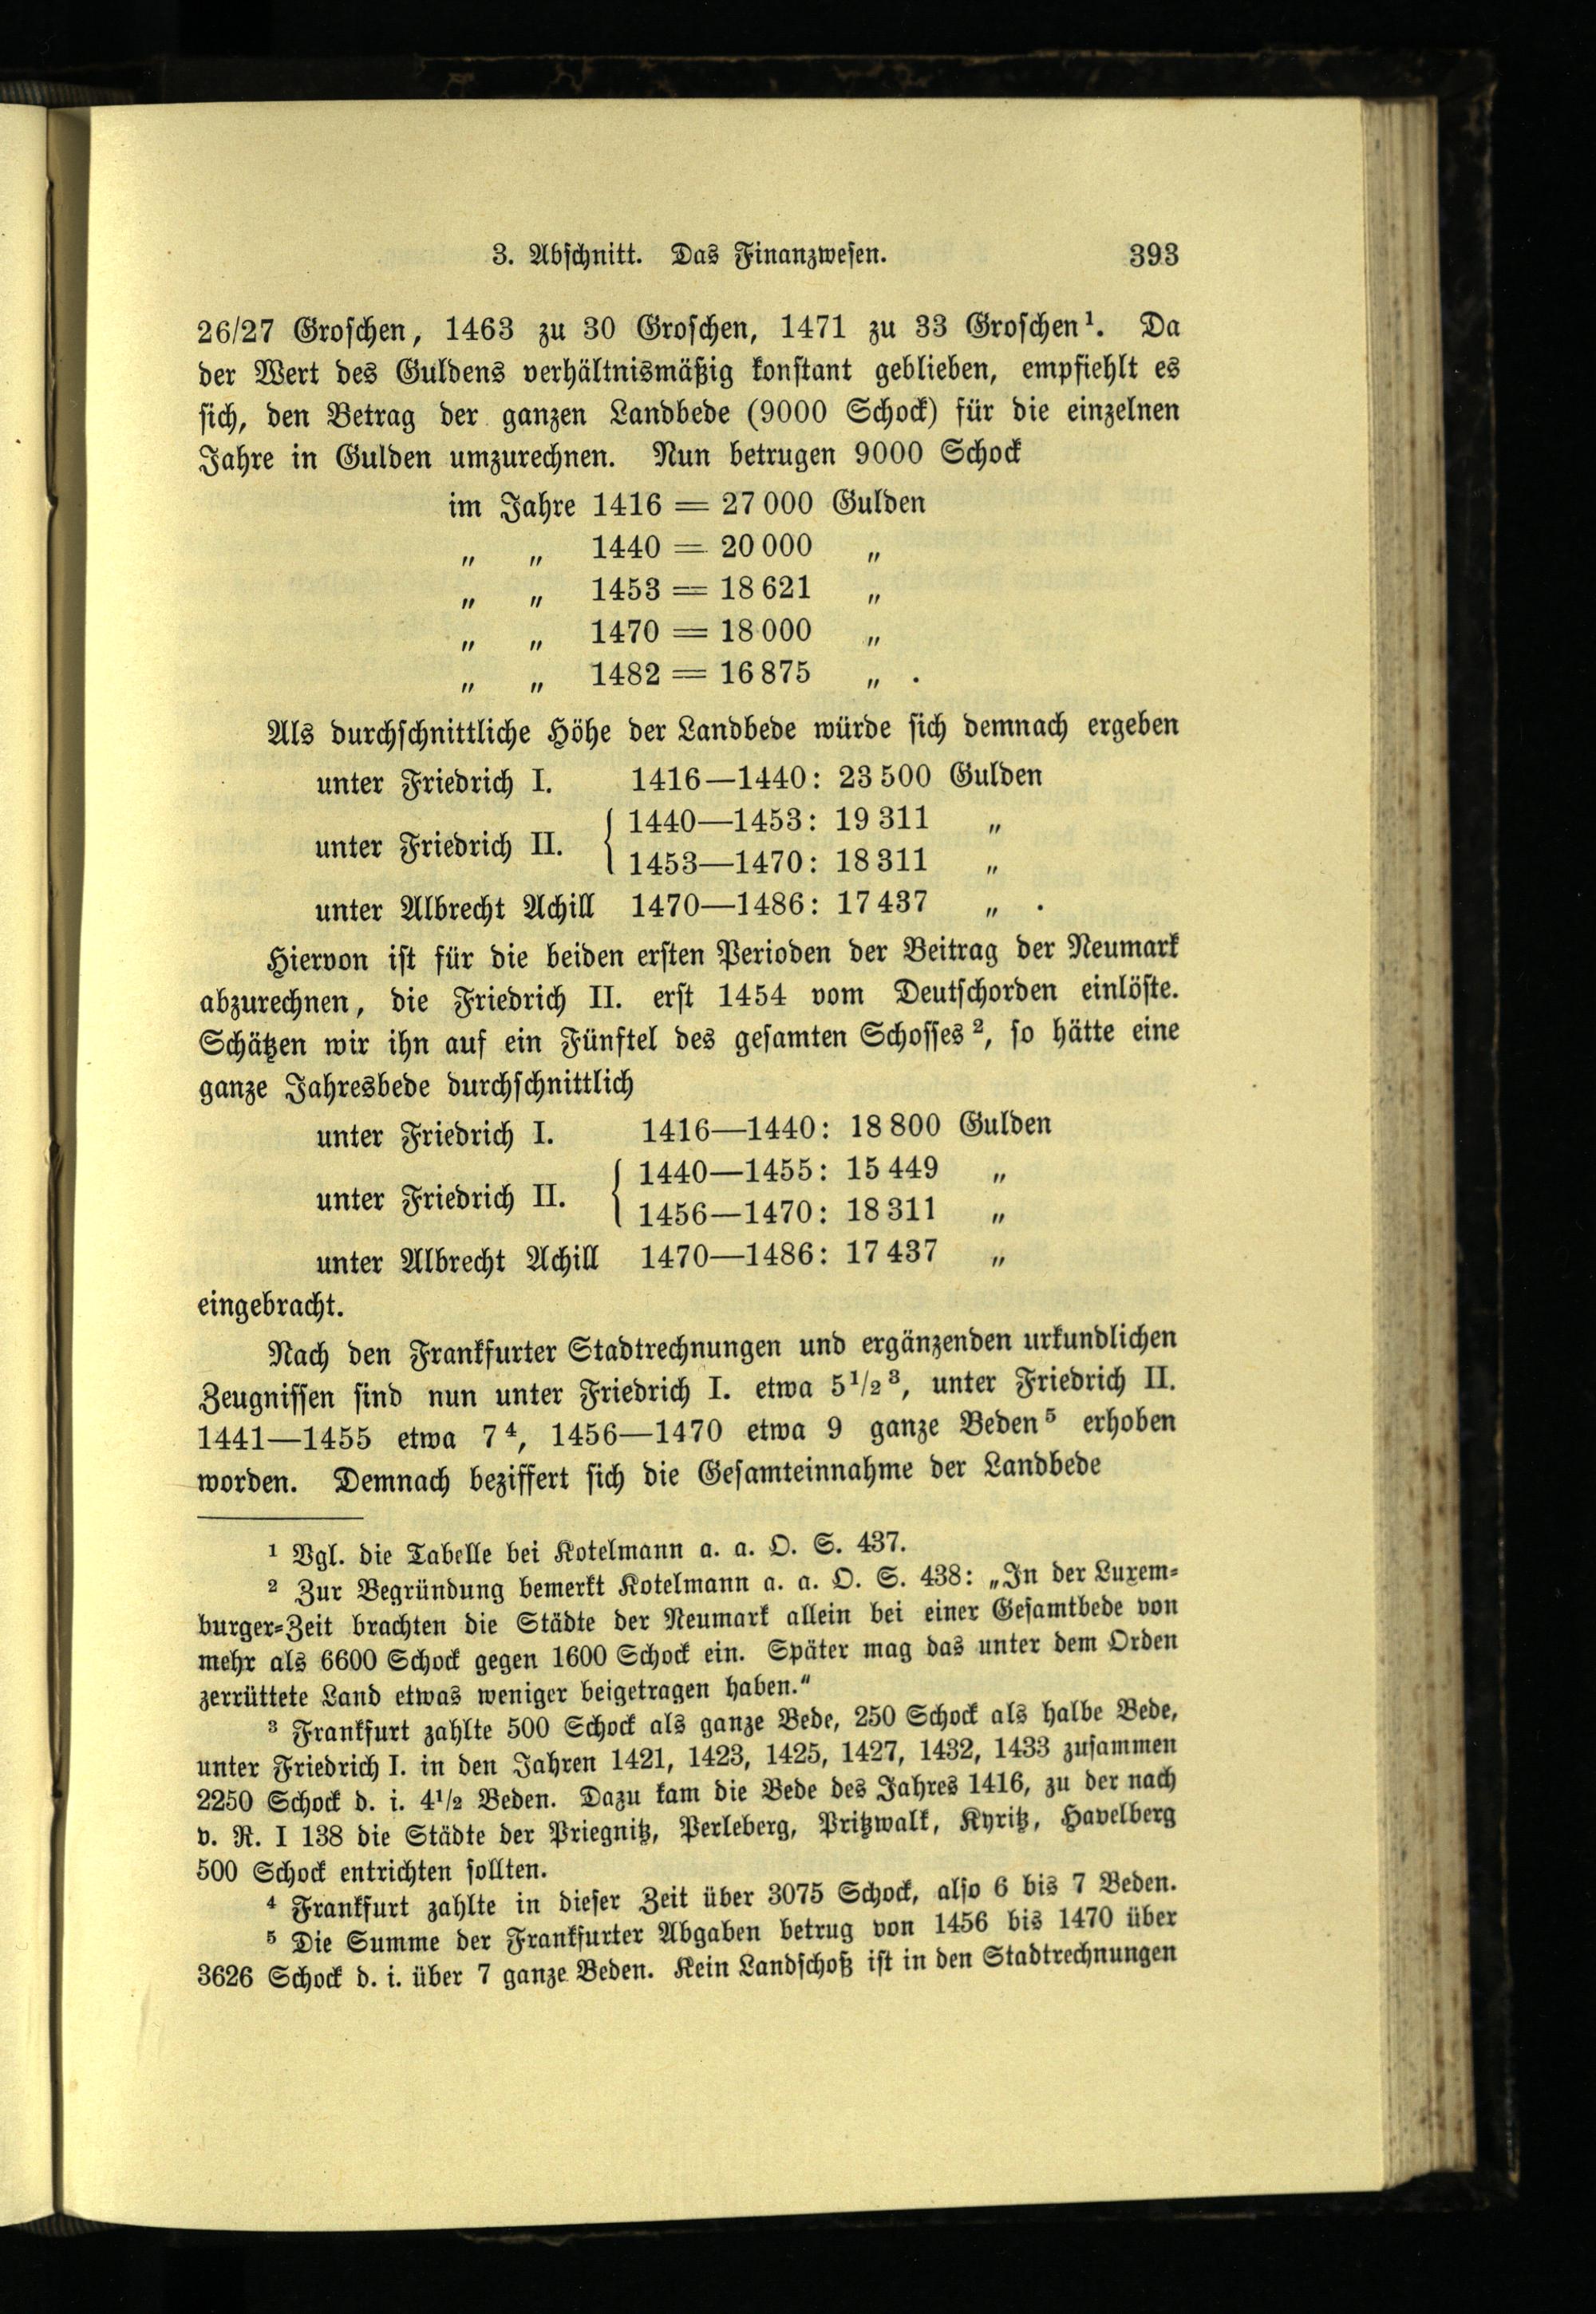 3. Abschnitt. Das Finanzwesen. 393
26/27 Groschen, 1463 zu 30 Groschen, 1471 zu 33 Groschen¹. Da
der Wert des Guldens verhältnismäßig konstant geblieben, empfiehlt es
sich, den Betrag der ganzen Landbede (9000 Schock) für die einzelnen
Jahre in Gulden umzurechnen. Nun betrugen 9000 Schock
im Jahre 1416 = 27 000 Gulden
„ „ 1440 = 20 000 „
„ „ 1453 = 18 621 „
„ „ 1470 = 18 000 „
„ „ 1482 = 16 875 „ .
Als durchschnittliche Höhe der Landbede würde sich demnach ergeben
unter Friedrich I. 1416—1440: 23 500 Gulden
unter Friedrich II. { 1440—1453: 19 311 „
1453—1470: 18 311 „
unter Albrecht Achill 1470—1486: 17 437 „ .
Hiervon ist für die beiden ersten Perioden der Beitrag der Neumark
abzurechnen, die Friedrich II. erst 1454 vom Deutschorden einlöste.
Schätzen wir ihn auf ein Fünftel des gesamten Schosses², so hätte eine
ganze Jahresbede durchschnittlich
unter Friedrich I. 1416—1440: 18 800 Gulden
unter Friedrich II. { 1440—1455: 15 449 „
1456—1470: 18 311 „
unter Albrecht Achill 1470—1486: 17 437 „
eingebracht.
Nach den Frankfurter Stadtrechnungen und ergänzenden urkundlichen
Zeugnissen sind nun unter Friedrich I. etwa 5½³, unter Friedrich II.
1441—1455 etwa 7⁴, 1456—1470 etwa 9 ganze Beden⁵ erhoben
worden. Demnach beziffert sich die Gesamteinnahme der Landbede
¹ Vgl. die Tabelle bei Kotelmann a. a. O. S. 437.
² Zur Begründung bemerkt Kotelmann a. a. O. S. 438: „In der Luxem-
burger-Zeit brachten die Städte der Neumark allein bei einer Gesamtbede von
mehr als 6600 Schock gegen 1600 Schock ein. Später mag das unter dem Orden
zerrüttete Land etwas weniger beigetragen haben.“
³ Frankfurt zahlte 500 Schock als ganze Bede, 250 Schock als halbe Bede,
unter Friedrich I. in den Jahren 1421, 1423, 1425, 1427, 1432, 1433 zusammen
2250 Schock d. i. 4½ Beden. Dazu kam die Bede des Jahres 1416, zu der nach
v. R. I 138 die Städte der Priegnitz, Perleberg, Pritzwalk, Kyritz, Havelberg
500 Schock entrichten sollten.
⁴ Frankfurt zahlte in dieser Zeit über 3075 Schock, also 6 bis 7 Beden.
⁵ Die Summe der Frankfurter Abgaben betrug von 1456 bis 1470 über
3626 Schock d. i. über 7 ganze Beden. Kein Landschoß ist in den Stadtrechnungen